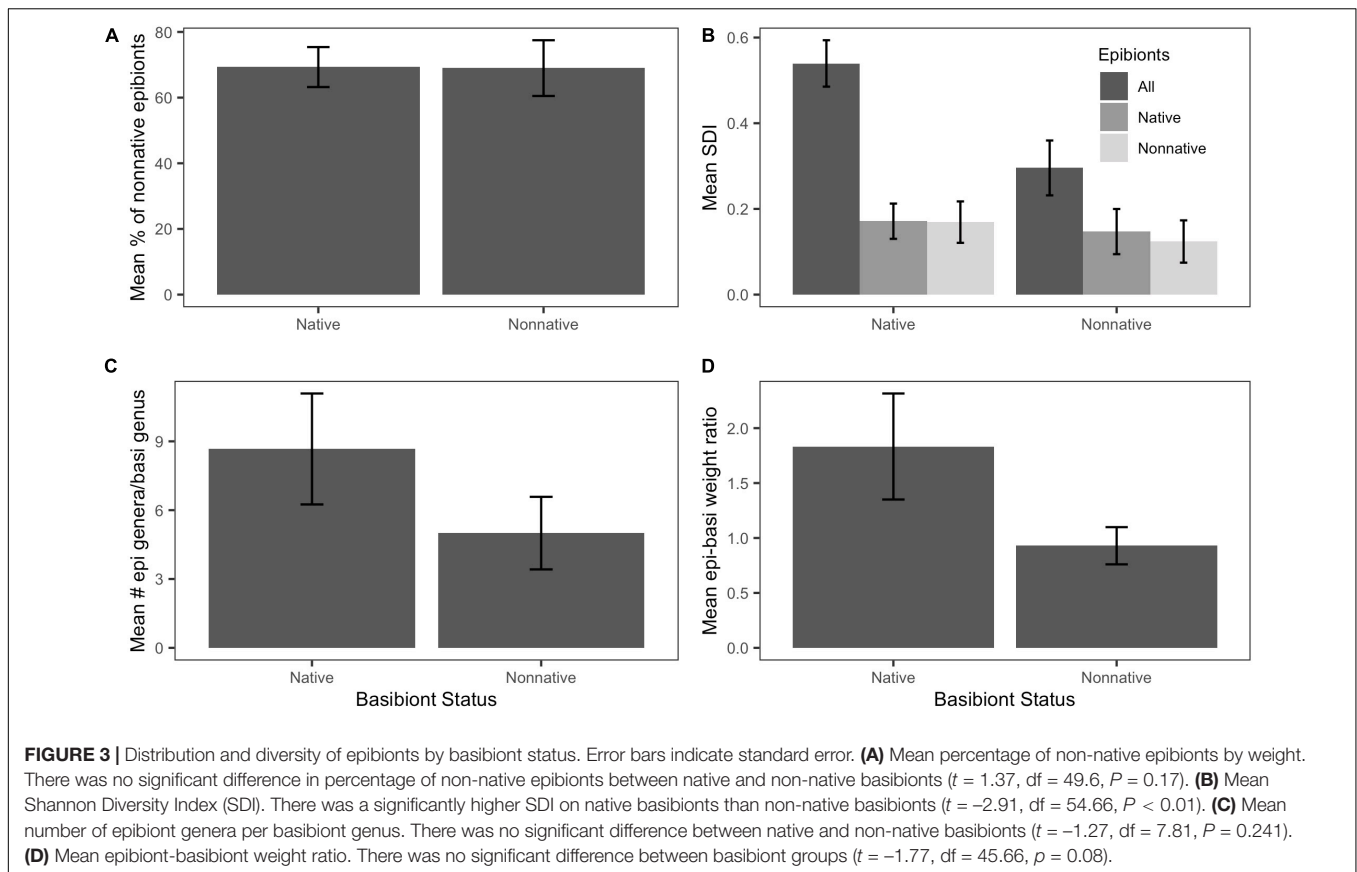 A
Mean % of nonnative epibionts
80
60
40
20
0
Native
Nonnative
B
Mean SDI
0.6
0.4
0.2
0.0
Epibionts
All
Native
Nonnative
Native
Nonnative
C
Mean # epi genera/basi genus
9
6
3
0
Native
Nonnative
Basibiont Status
D
Mean epi-basi weight ratio
2.0
1.5
1.0
0.5
0.0
Native
Nonnative
Basibiont Status
FIGURE 3 | Distribution and diversity of epibionts by basibiont status. Error bars indicate standard error. (A) Mean percentage of non-native epibionts by weight.
There was no significant difference in percentage of non-native epibionts between native and non-native basibionts (t = 1.37, df = 49.6, P = 0.17). (B) Mean
Shannon Diversity Index (SDI). There was a significantly higher SDI on native basibionts than non-native basibionts (t = –2.91, df = 54.66, P < 0.01). (C) Mean
number of epibiont genera per basibiont genus. There was no significant difference between native and non-native basibionts (t = –1.27, df = 7.81, P = 0.241).
(D) Mean epibiont-basibiont weight ratio. There was no significant difference between basibiont groups (t = –1.77, df = 45.66, p = 0.08).